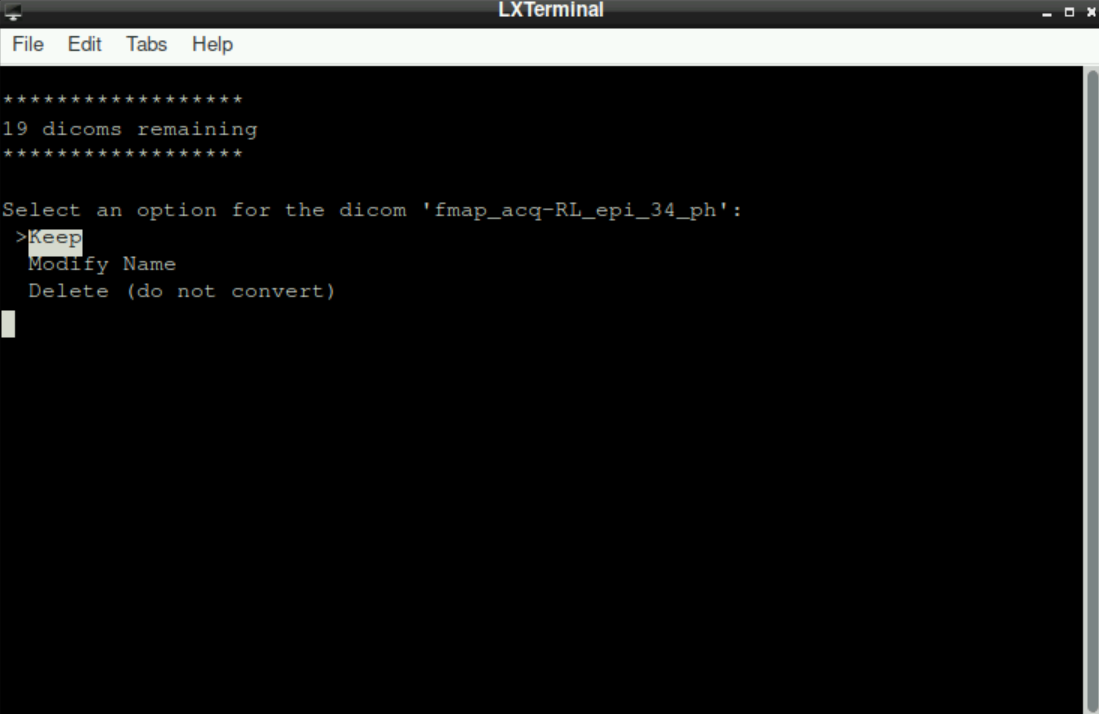 LXTerminal
File Edit Tabs Help
******************
19 dicoms remaining
******************
Select an option for the dicom 'fmap_acq-RL_epi_34_ph':
>Keep
Modify Name
Delete (do not convert)